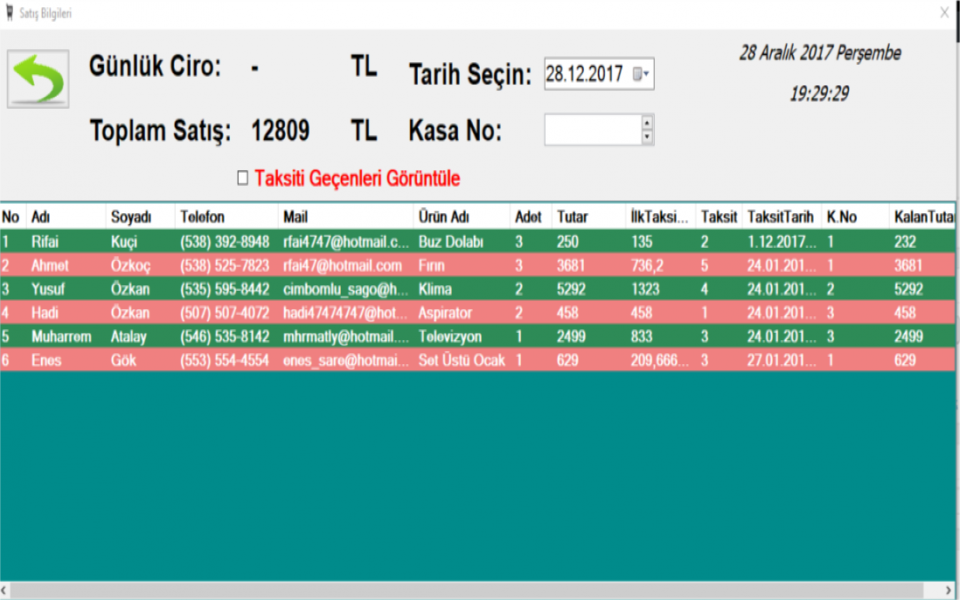 Satış Bilgileri
Günlük Ciro: - TL Tarih Seçin: 28.12.2017 28 Aralık 2017 Perşembe
19:29:29
Toplam Satış: 12809 TL Kasa No:
Taksiti Geçenleri Görüntüle
No Adı Soyadı Telefon Mail Ürün Adı Adet Tutar İlkTaksi... Taksit TaksitTarih K.No KalanTutar
1 Rifai Kuçi (538) 392-8948 rfai4747@hotmail.c... Buz Dolabı 3 250 135 2 1.12.2017... 1 232
2 Ahmet Özkoç (538) 525-7823 rfai47@hotmail.com Fırın 3 3681 736,2 5 24.01.201... 1 3681
3 Yusuf Özkan (535) 595-8442 cimbomlu_sago@h... Klima 2 5292 1323 4 24.01.201... 2 5292
4 Hadi Özkan (507) 507-4072 hadi47474747@hot... Aspirator 2 458 458 1 24.01.201... 3 458
5 Muharrem Atalay (546) 535-8142 mhrmatly@hotmail.... Televizyon 1 2499 833 3 24.01.201... 3 2499
6 Enes Gök (553) 554-4554 enes_sare@hotmai... Set Üstü Ocak 1 629 209,666... 3 27.01.201... 1 629